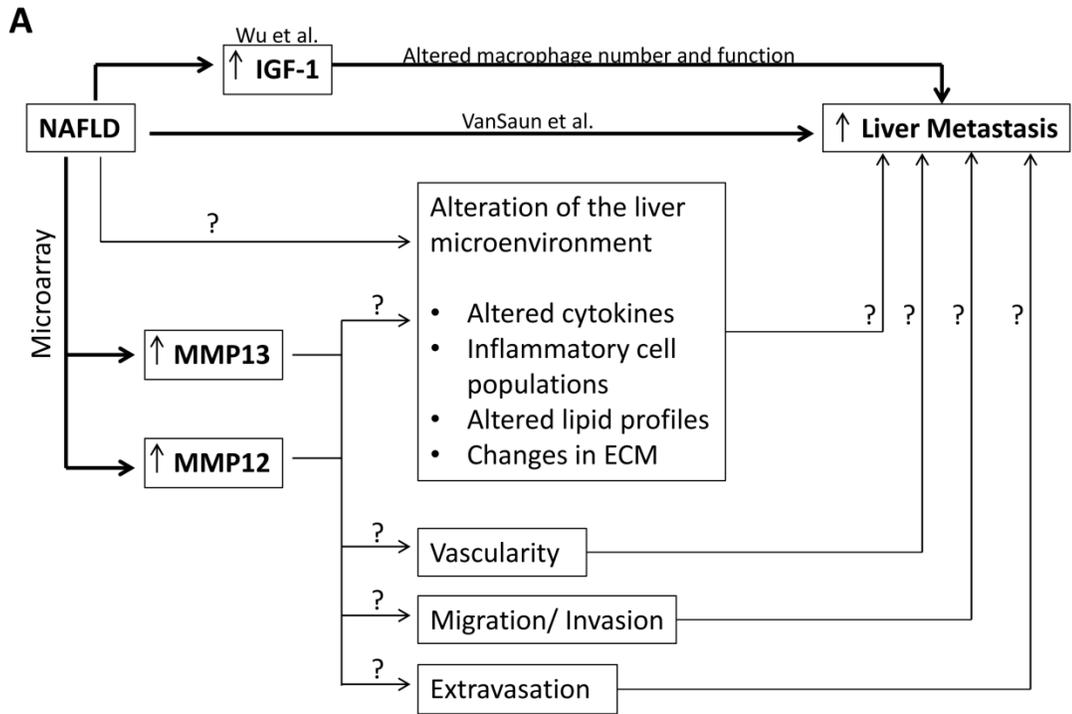 A
Wu et al.
↑ IGF-1
Altered macrophage number and function
NAFLD
VanSaun et al.
↑ Liver Metastasis
Microarray
?
Alteration of the liver
microenvironment
• Altered cytokines
• Inflammatory cell
populations
• Altered lipid profiles
• Changes in ECM
?
? ? ? ?
↑ MMP13
↑ MMP12
?
Vascularity
?
Migration/ Invasion
?
Extravasation